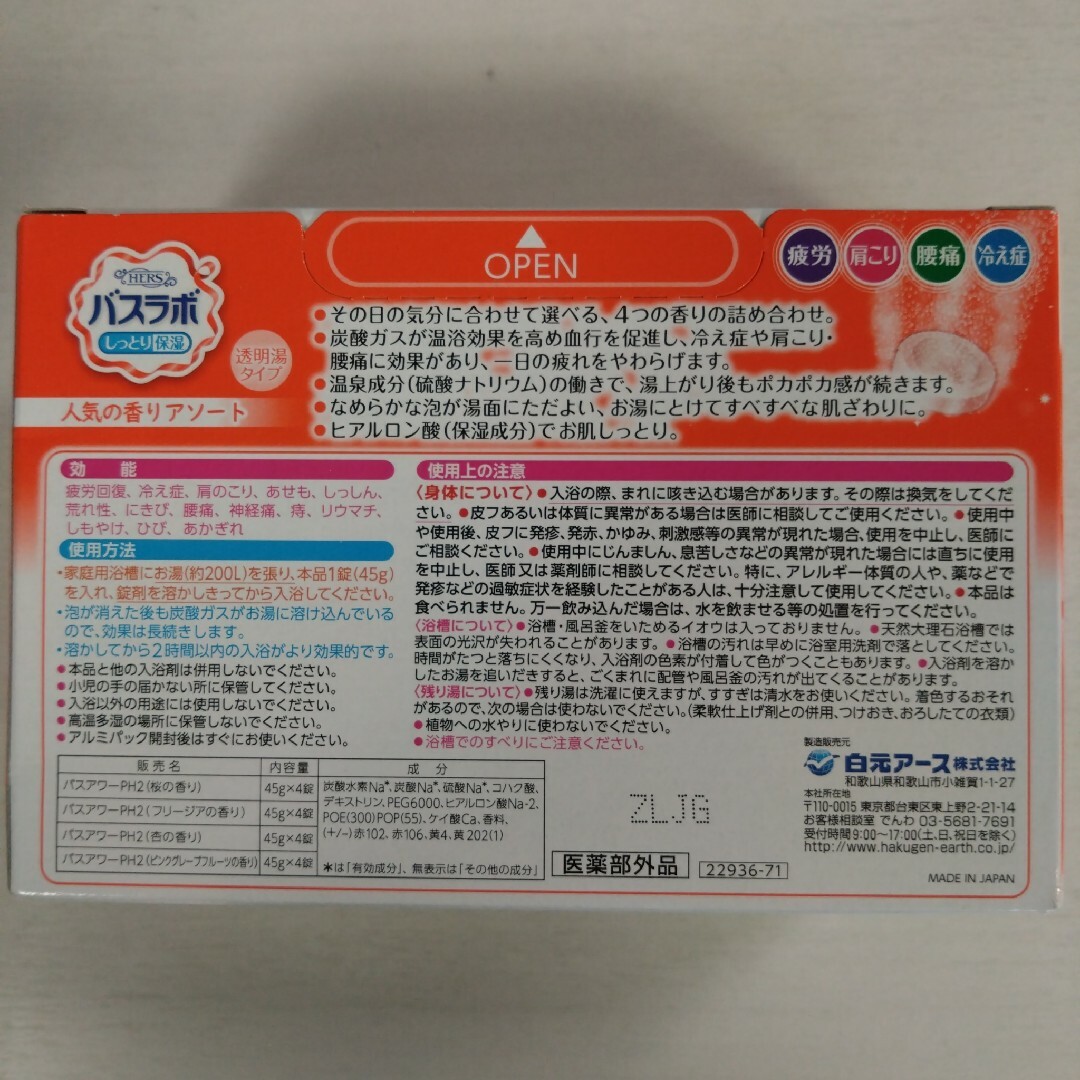 HERS
バスラボ
しっとり保湿
透明湯
タイプ
人気の香りアソート
OPEN
疲労 肩こり 腰痛 冷え症
●その日の気分に合わせて選べる、4つの香りの詰め合わせ。
●炭酸ガスが温浴効果を高め血行を促進し、冷え症や肩こり・
腰痛に効果があり、一日の疲れをやわらげます。
●温泉成分(硫酸ナトリウム)の働きで、湯上がり後もポカポカ感が続きます。
●なめらかな泡が湯面にただよい、お湯にとけてすべすべな肌ざわりに。
●ヒアルロン酸(保湿成分)でお肌しっとり。
効 能
疲労回復、冷え症、肩のこり、あせも、しっしん、
荒れ性、にきび、腰痛、神経痛、痔、リウマチ、
しもやけ、ひび、あかぎれ
使用方法
・家庭用浴槽にお湯(約200L)を張り、本品1錠(45g)
を入れ、錠剤を溶かしきってから入浴してください。
・泡が消えた後も炭酸ガスがお湯に溶け込んでいる
ので、効果は長続きします。
・溶かしてから2時間以内の入浴がより効果的です。
●本品と他の入浴剤は併用しないでください。
●小児の手の届かない所に保管してください。
●入浴以外の用途には使用しないでください。
●高温多湿の場所に保管しないでください。
●アルミパック開封後はすぐにお使いください。
使用上の注意
〈身体について〉●入浴の際、まれに咳き込む場合があります。その際は換気をしてくだ
さい。●皮フあるいは体質に異常がある場合は医師に相談してご使用ください。●使用中
や使用後、皮フに発疹、発赤、かゆみ、刺激感等の異常が現れた場合、使用を中止し、医師に
ご相談ください。●使用中にじんましん、息苦しさなどの異常が現れた場合には直ちに使用
を中止し、医師又は薬剤師に相談してください。特に、アレルギー体質の人や、薬などで
発疹などの過敏症状を経験したことがある人は、十分注意して使用してください。●本品は
食べられません。万一飲み込んだ場合は、水を飲ませる等の処置を行ってください。
〈浴槽について〉●浴槽・風呂釜をいためるイオウは入っておりません。●天然大理石浴槽では
表面の光沢が失われることがあります。●浴槽の汚れは早めに浴室用洗剤で落としてください。
時間がたつと落ちにくくなり、入浴剤の色素が付着して色がつくこともあります。●入浴剤を溶か
したお湯を追いだきすると、ごくまれに配管や風呂釜の汚れが出てくることがあります。
〈残り湯について〉●残り湯は洗濯に使えますが、すすぎは清水をお使いください。着色するおそれ
があるので、次の場合は使わないでください。(柔軟仕上げ剤との併用、つけおき、おろしたての衣類)
●植物への水やりに使わないでください。
●浴槽でのすべりにご注意ください。
販売名 内容量 成 分
バスアワーPH2(桜の香り) 45g×4錠
バスアワーPH2(フリージアの香り) 45g×4錠
バスアワーPH2(杏の香り) 45g×4錠
バスアワーPH2(ピンクグレープフルーツの香り) 45g×4錠
炭酸水素Na*、炭酸Na*、硫酸Na*、コハク酸、
デキストリン、PEG6000、ヒアルロン酸Na-2、
POE(300)POP(55)、ケイ酸Ca、香料、
(+/-)赤102、赤106、黄4、黄202(1)
*は「有効成分」、無表示は「その他の成分」
ZLJG
医薬部外品
22936-71
製造販売元
白元アース株式会社
和歌山県和歌山市小雑賀1-1-27
本社所在地
〒110-0015 東京都台東区東上野2-21-14
お客様相談室 でんわ 03-5681-7691
受付時間9:00~17:00(土、日、祝日を除く)
http://www.hakugen-earth.co.jp/
MADE IN JAPAN